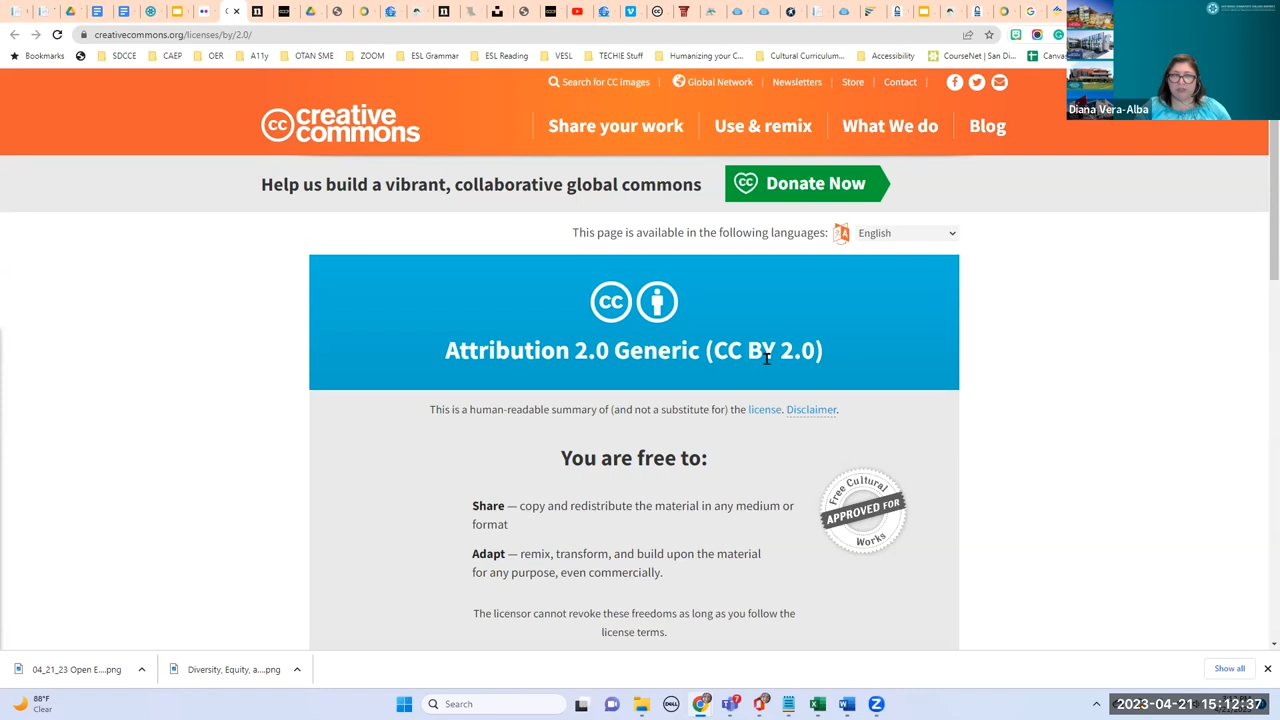 creativecommons.org/licenses/by/2.0/
Bookmarks
SDCCE
CAEP
OER
A11y
OTAN SME
COM
ESL Grammar
ESL Reading
VESL
TECHIE Stuff
Humanizing your C...
Cultural Curriculum...
Accessibility
CourseNet | San Di...
Canvas
Diana Vera-Alba
Search for CC images
Global Network
Newsletters
Store
Contact
cc creative commons
Share your work
Use & remix
What We do
Blog
Help us build a vibrant, collaborative global commons
Donate Now
This page is available in the following languages:
English
cc
Attribution 2.0 Generic (CC BY 2.0)
This is a human-readable summary of (and not a substitute for) the license. Disclaimer.
You are free to:
Share — copy and redistribute the material in any medium or
format
Adapt — remix, transform, and build upon the material
for any purpose, even commercially.
Free Cultural
APPROVED FOR
Works
The licensor cannot revoke these freedoms as long as you follow the
license terms.
04_21_23 Open E....png
Diversity, Equity, a....png
Show all
88°F
Clear
Search
2023-04-21 15:12:37